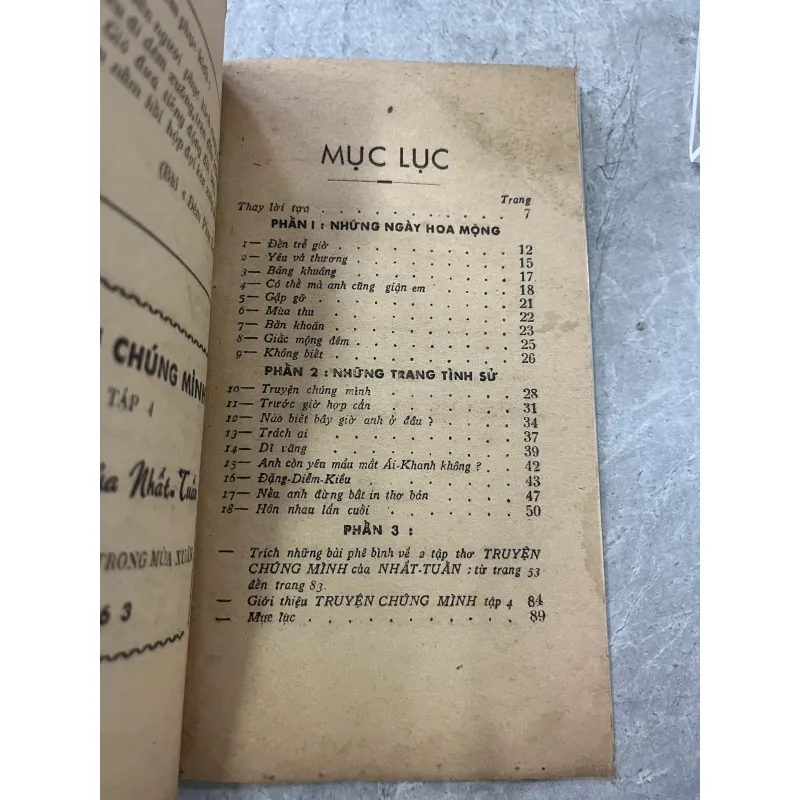 CHÚNG MÌNH
TẬP 4
Nhất-Tuấn
TRONG MÙA XUÂN
63
MỤC LỤC
Trang
Thay lời tựa . . . . . . . . . . 7
PHẦN I : NHỮNG NGÀY HOA MỘNG
1— Đến trễ giờ . . . . . . . . 12
2— Yêu và thương . . . . . . . 15
3— Bâng khuâng . . . . . . . 17
4— Có thế mà anh cũng giận em . . . . 18
5— Gặp gỡ . . . . . . . . 21
6— Mùa thu . . . . . . . . 22
7— Băn khoăn . . . . . . . . 23
8— Giấc mộng đêm . . . . . . . 25
9— Không biết . . . . . . . . 26
PHẦN 2 : NHỮNG TRANG TÌNH SỬ
10— Truyện chúng mình . . . . . . 28
11— Trước giờ hợp cẩn . . . . . . 31
12— Nào biết bây giờ anh ở đâu ? . . . . 34
13— Trách ai . . . . . . . . 37
14— Dĩ vãng . . . . . . . . 39
15— Anh còn yêu mầu mắt Ái-Khanh không ? . . 42
16— Đặng-Diễm-Kiều . . . . . . . 43
17— Nếu anh đừng bắt in thơ bán . . . . 47
18— Hôn nhau lần cuối . . . . . . 50
PHẦN 3 :
— Trích những bài phê bình về 2 tập thơ TRUYỆN
CHÚNG MÌNH của NHẤT-TUẤN : từ trang 53
đến trang 83.
— Giới thiệu TRUYỆN CHÚNG MÌNH tập 4 84
— Mực lục . . . . . . . . . . 89